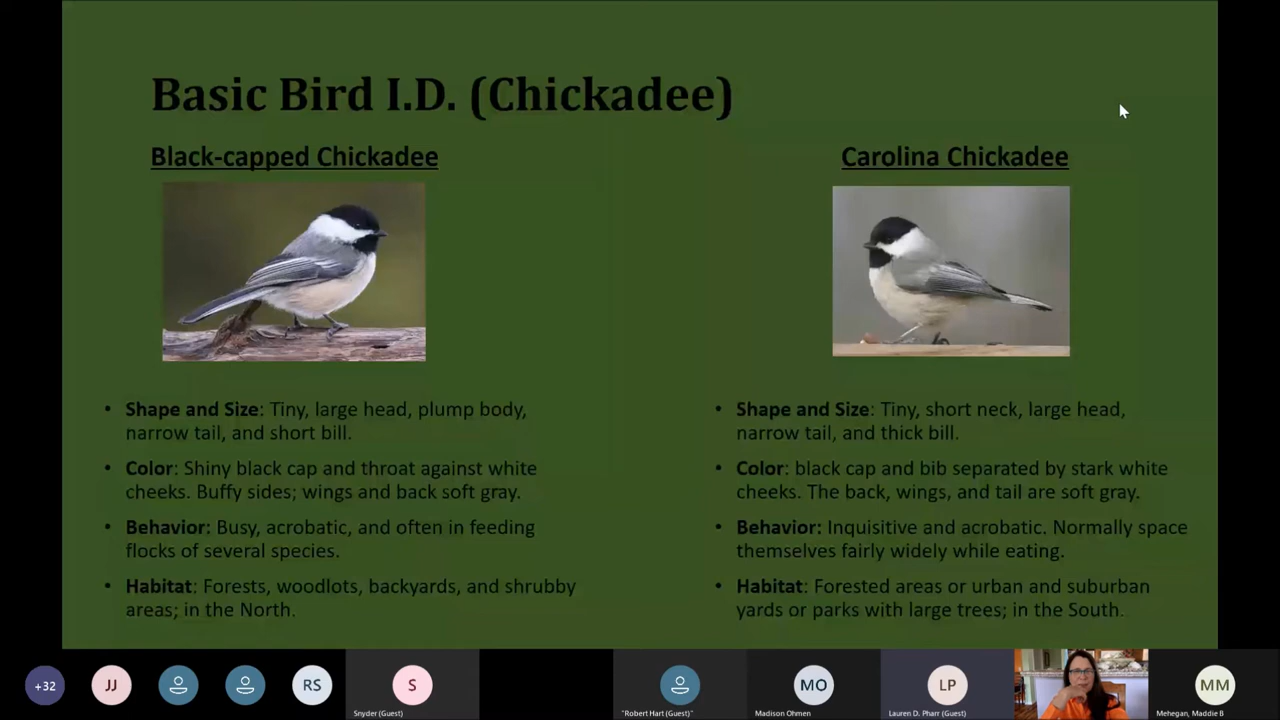 Basic Bird I.D. (Chickadee)
Black-capped Chickadee
Carolina Chickadee
• Shape and Size: Tiny, large head, plump body,
narrow tail, and short bill.
• Color: Shiny black cap and throat against white
cheeks. Buffy sides; wings and back soft gray.
• Behavior: Busy, acrobatic, and often in feeding
flocks of several species.
• Habitat: Forests, woodlots, backyards, and shrubby
areas; in the North.
• Shape and Size: Tiny, short neck, large head,
narrow tail, and thick bill.
• Color: black cap and bib separated by stark white
cheeks. The back, wings, and tail are soft gray.
• Behavior: Inquisitive and acrobatic. Normally space
themselves fairly widely while eating.
• Habitat: Forested areas or urban and suburban
yards or parks with large trees; in the South.
+32
JJ
RS
S
Snyder (Guest)
"Robert Hart (Guest)"
MO
Madison Ohmen
LP
Lauren D. Pharr (Guest)
MM
Mehegan, Maddie B